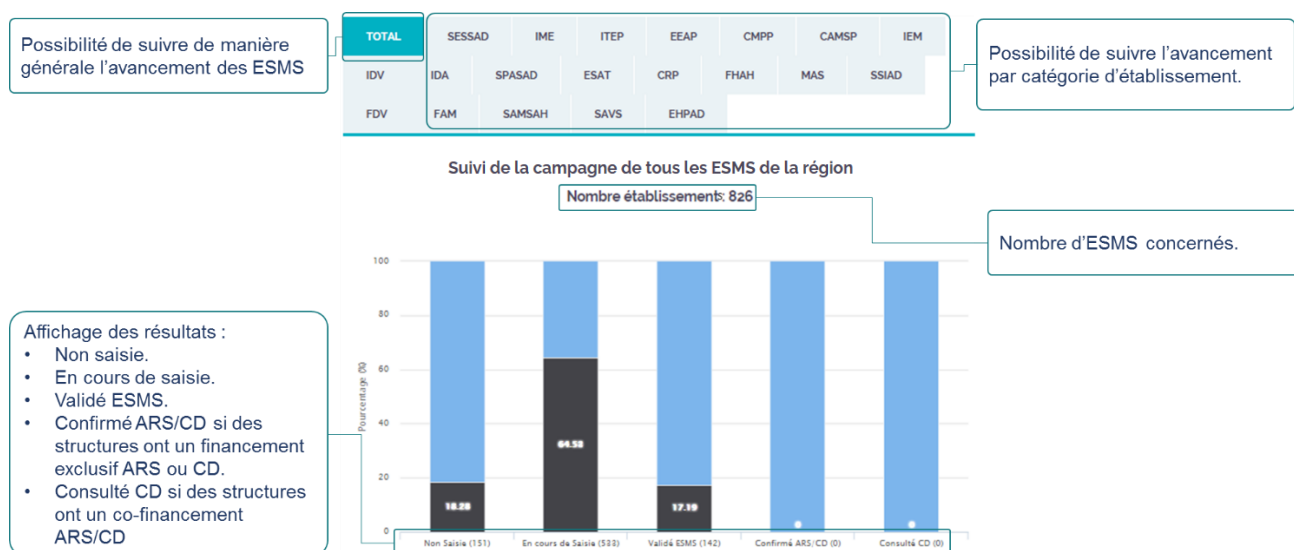 Possibilité de suivre de manière
générale l'avancement des ESMS
TOTAL SESSAD IME ITEP EEAP CMPP CAMSP IEM
IDV IDA SPASAD ESAT CRP FHAH MAS SSIAD
FDV FAM SAMSAH SAVS EHPAD
Possibilité de suivre l'avancement
par catégorie d'établissement.
Suivi de la campagne de tous les ESMS de la région
Nombre établissements: 826
Nombre d'ESMS concernés.
Affichage des résultats :
• Non saisie.
• En cours de saisie.
• Validé ESMS.
• Confirmé ARS/CD si des
structures ont un financement
exclusif ARS ou CD.
• Consulté CD si des structures
ont un co-financement
ARS/CD
Pourcentage (%)
100
80
60
40
20
0
18.28
64.53
17.19
0
0
Non Saisie (151) En cours de Saisie (533) Validé ESMS (142) Confirmé ARS/CD (0) Consulté CD (0)